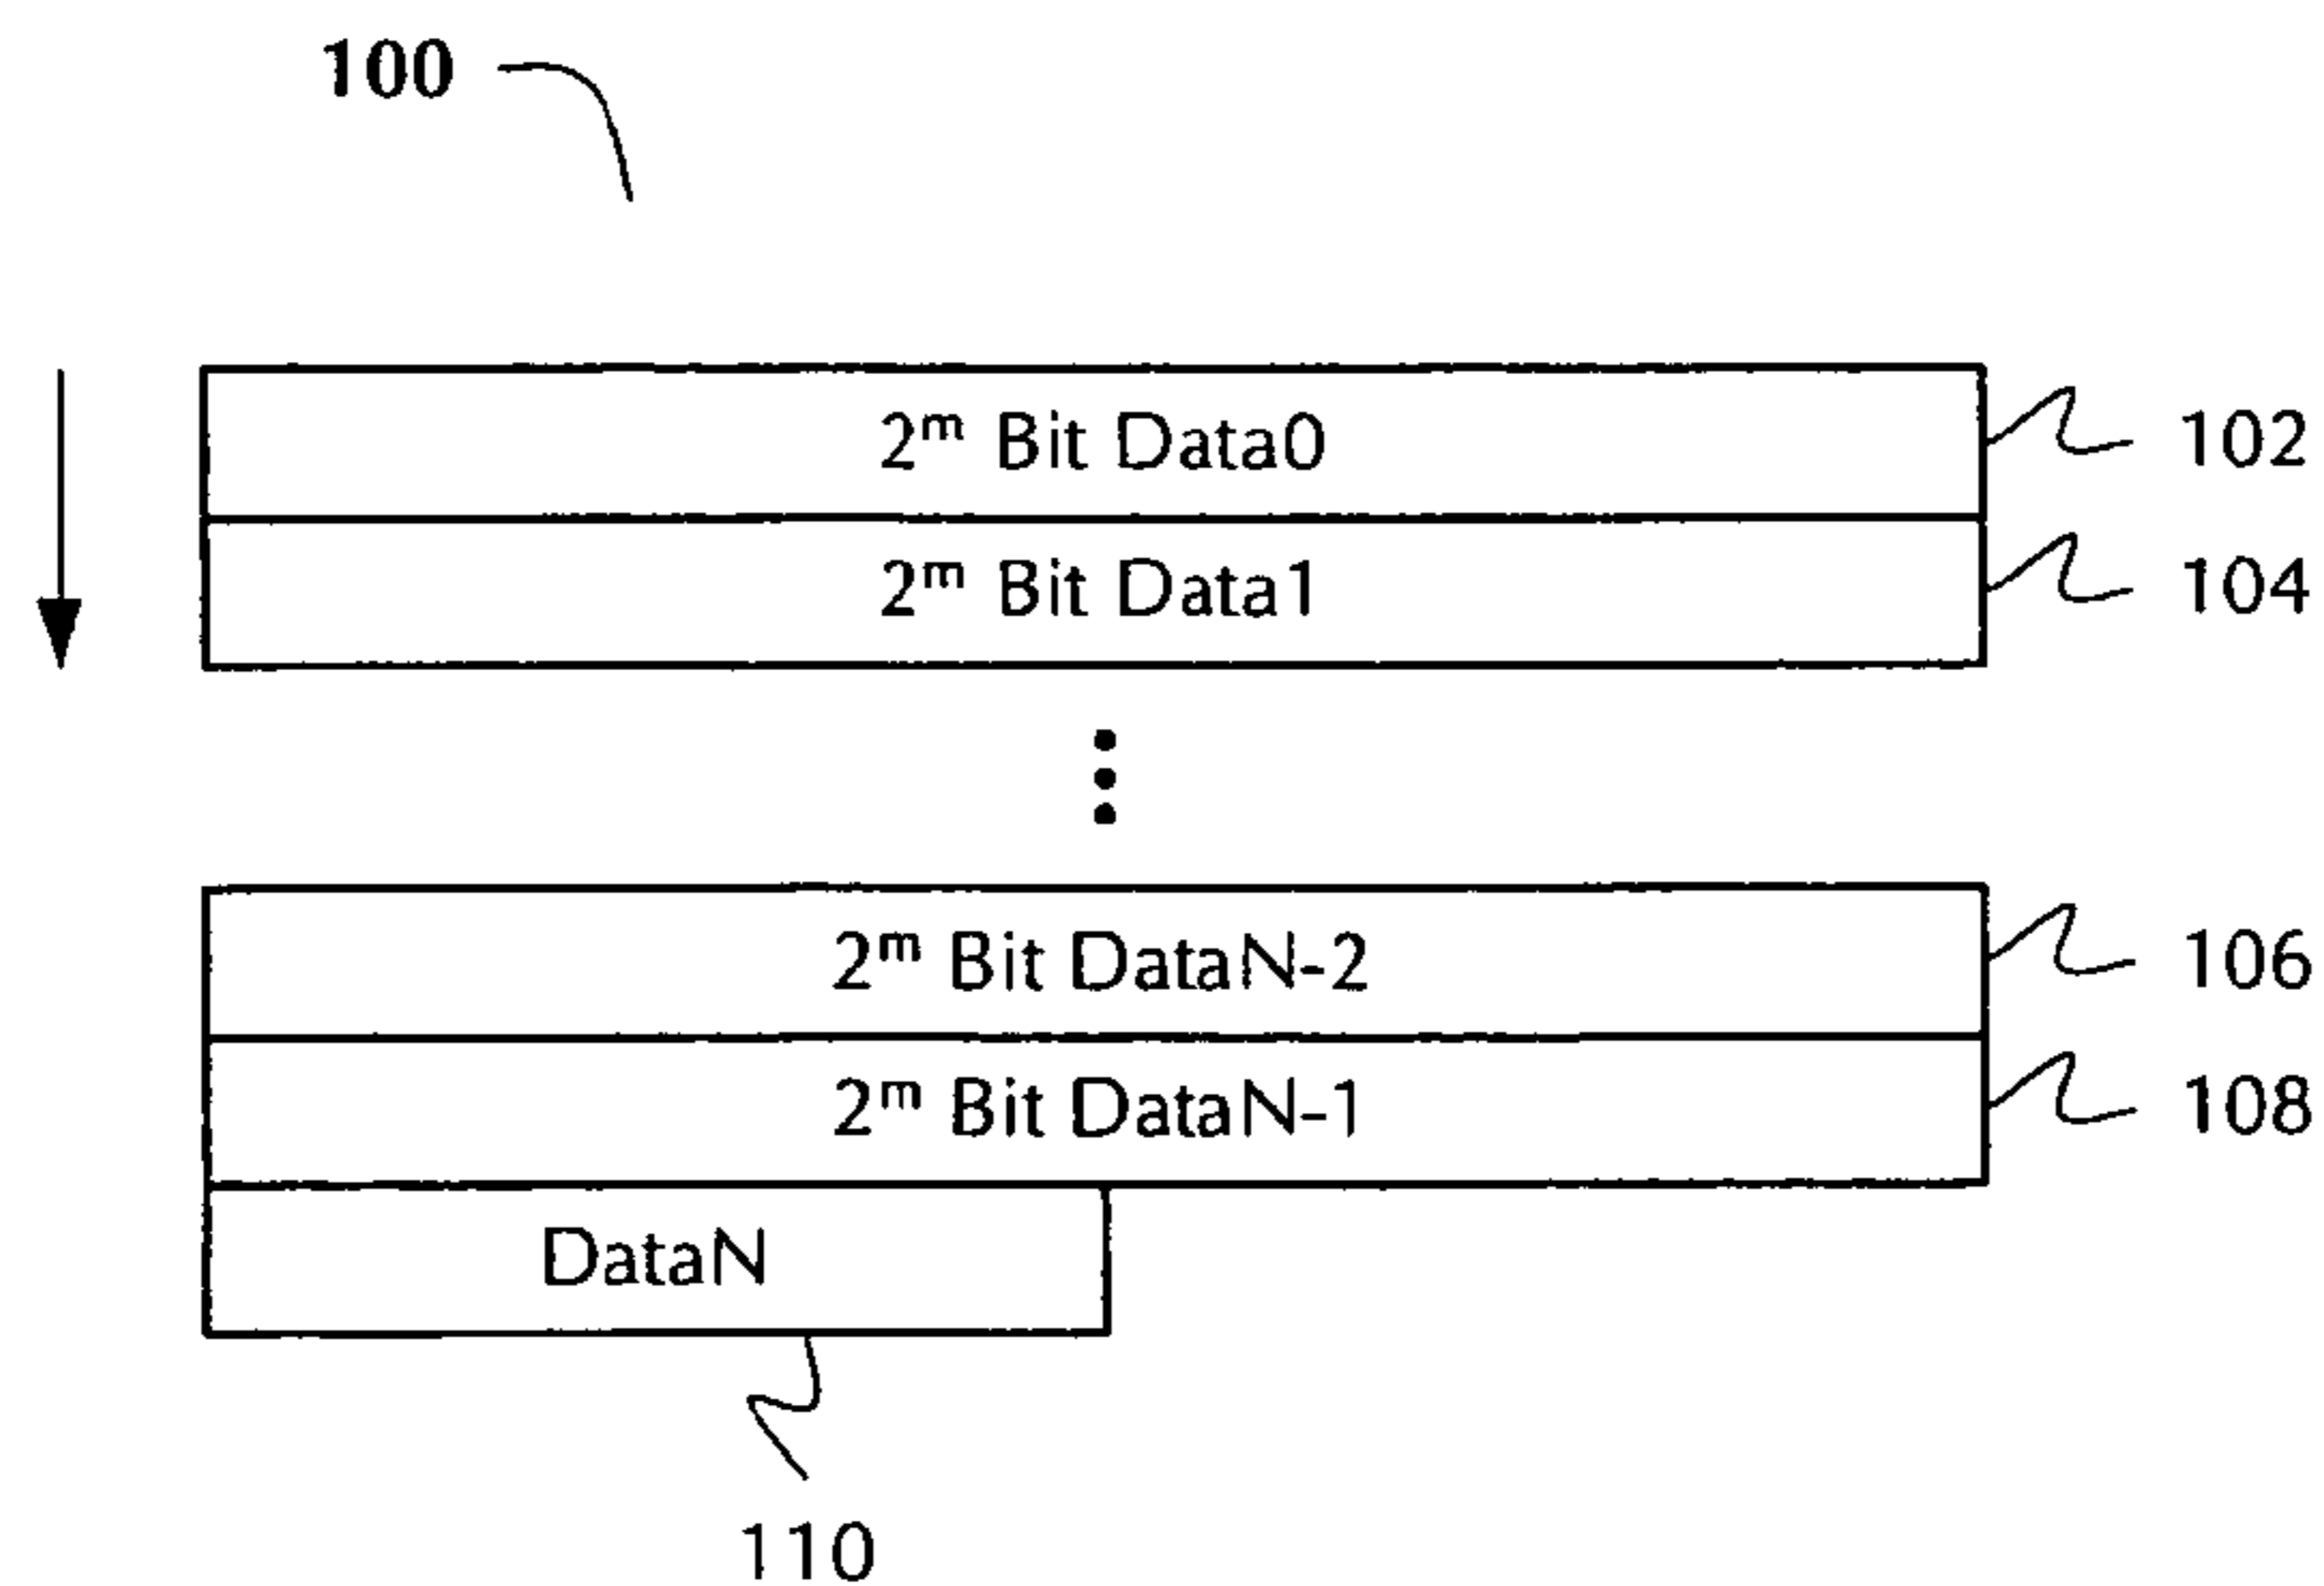 100
2ᵐ Bit Data0 102
2ᵐ Bit Data1 104
2ᵐ Bit DataN-2 106
2ᵐ Bit DataN-1 108
DataN
110